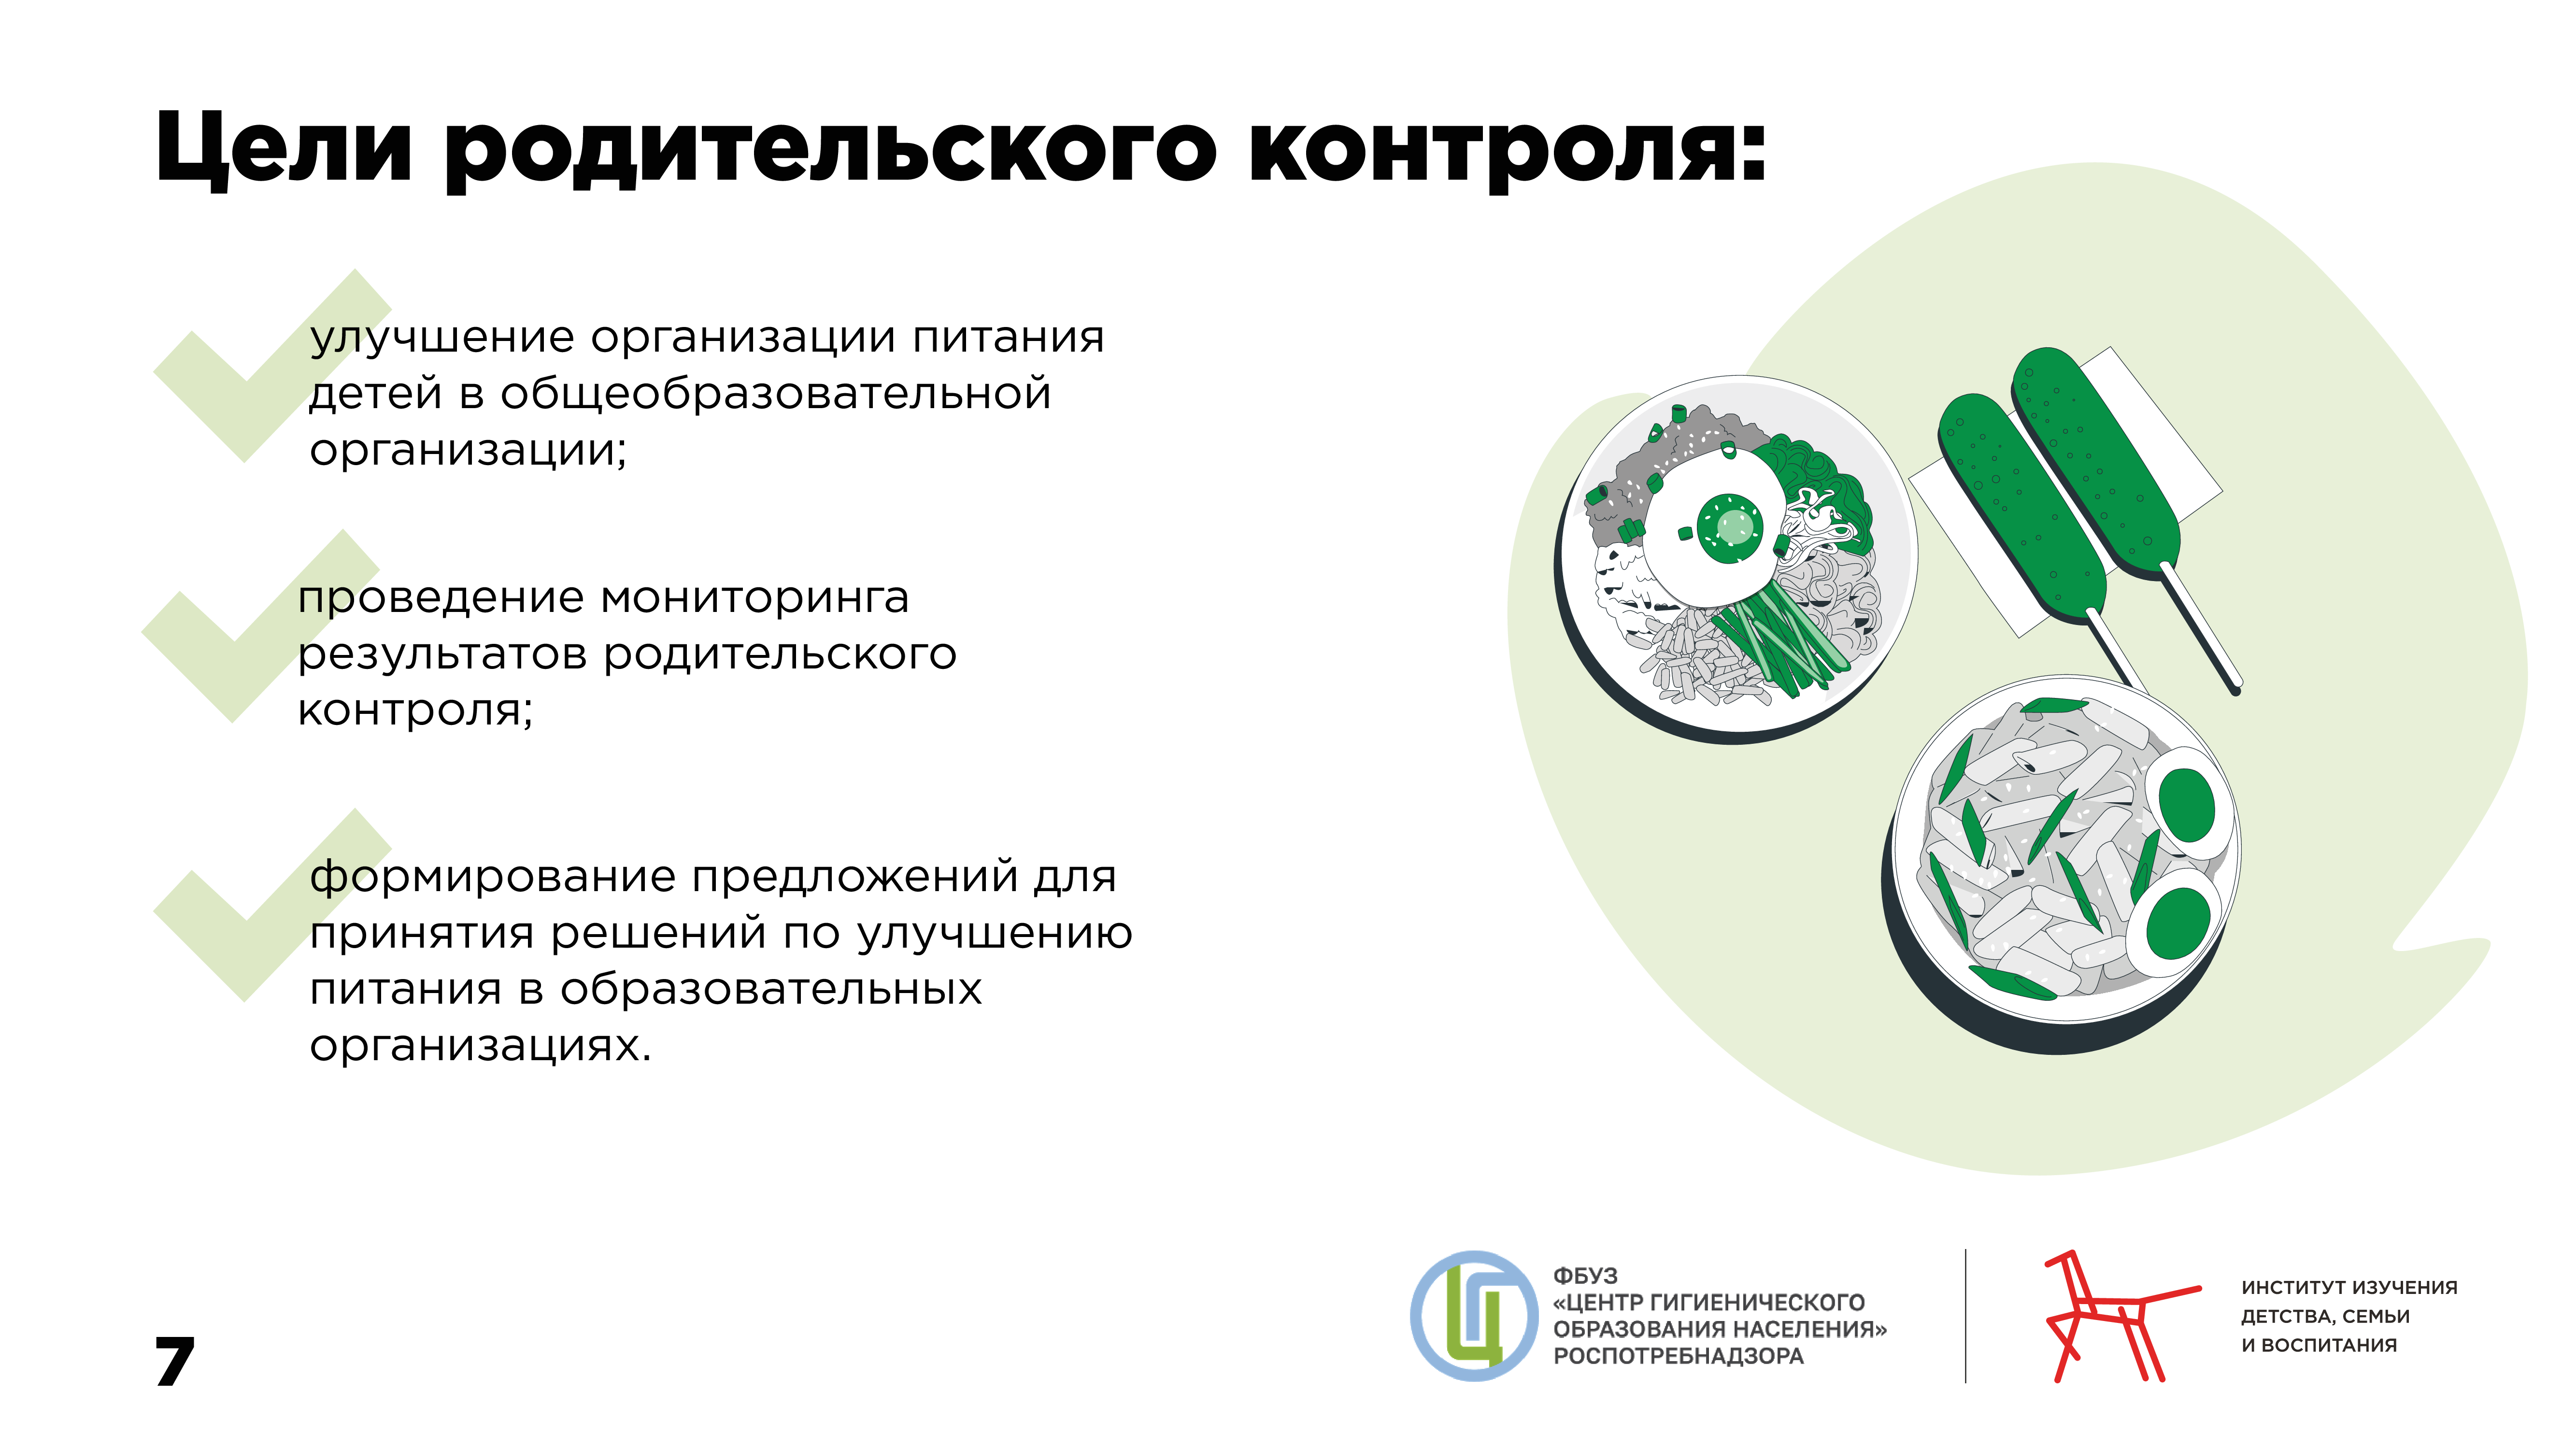 Цели родительского контроля:
улучшение организации питания
детей в общеобразовательной
организации;
проведение мониторинга
результатов родительского
контроля;
формирование предложений для
принятия решений по улучшению
питания в образовательных
организациях.
7
ФБУЗ
«ЦЕНТР ГИГИЕНИЧЕСКОГО
ОБРАЗОВАНИЯ НАСЕЛЕНИЯ»
РОСПОТРЕБНАДЗОРА
ИНСТИТУТ ИЗУЧЕНИЯ
ДЕТСТВА, СЕМЬИ
И ВОСПИТАНИЯ